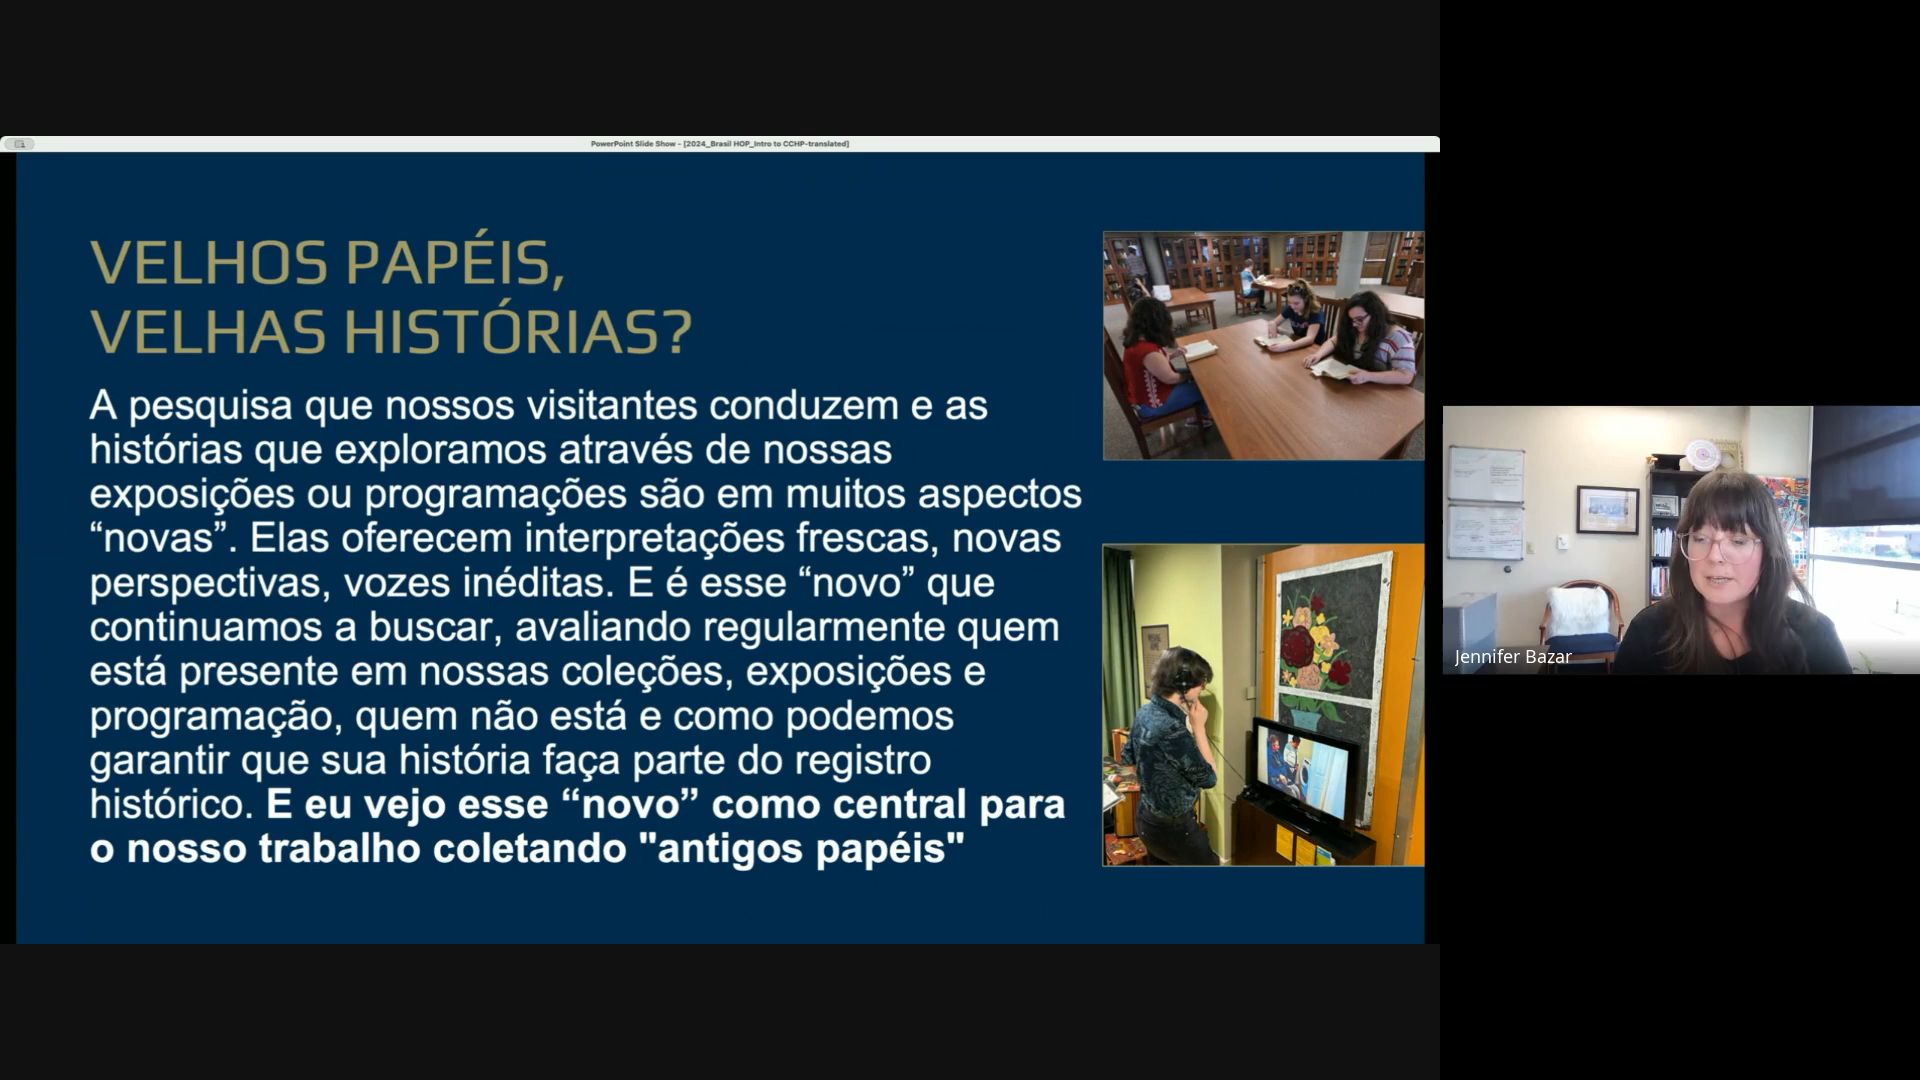 PowerPoint Slide Show - [2024_Brasil HOP_Intro to CCHP-translated]
VELHOS PAPÉIS,
VELHAS HISTÓRIAS?
A pesquisa que nossos visitantes conduzem e as
histórias que exploramos através de nossas
exposições ou programações são em muitos aspectos
“novas”. Elas oferecem interpretações frescas, novas
perspectivas, vozes inéditas. E é esse “novo” que
continuamos a buscar, avaliando regularmente quem
está presente em nossas coleções, exposições e
programação, quem não está e como podemos
garantir que sua história faça parte do registro
histórico. E eu vejo esse “novo” como central para
o nosso trabalho coletando "antigos papéis"
Jennifer Bazar